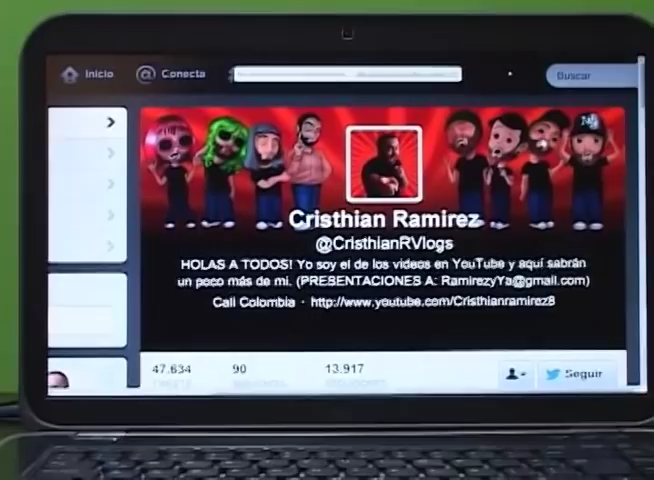 Inicio
Conecta
Buscar
Cristhian Ramirez
@CristhianRVlogs
HOLAS A TODOS! Yo soy el de los videos en YouTube y aquí sabrán
un poco más de mi. (PRESENTACIONES A: RamirezyYa@gmail.com)
Cali Colombia · http://www.youtube.com/Cristhianramirez8
47.634
90
13.917
TWEETS
SEGUIDORES
Seguir